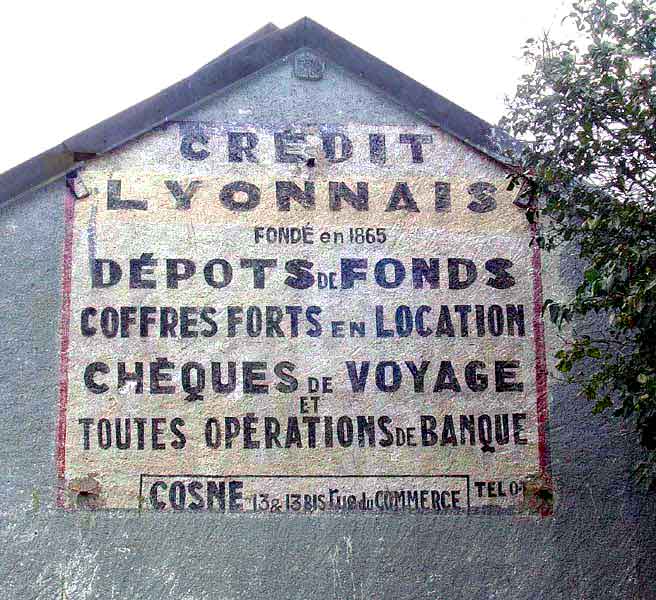 CRÉDIT
LYONNAIS
FONDÉ en 1865
DÉPOTS DE FONDS
COFFRES FORTS EN LOCATION
CHÈQUES DE VOYAGE
ET
TOUTES OPÉRATIONS DE BANQUE
COSNE 13 & 13 BIS rue du COMMERCE TEL